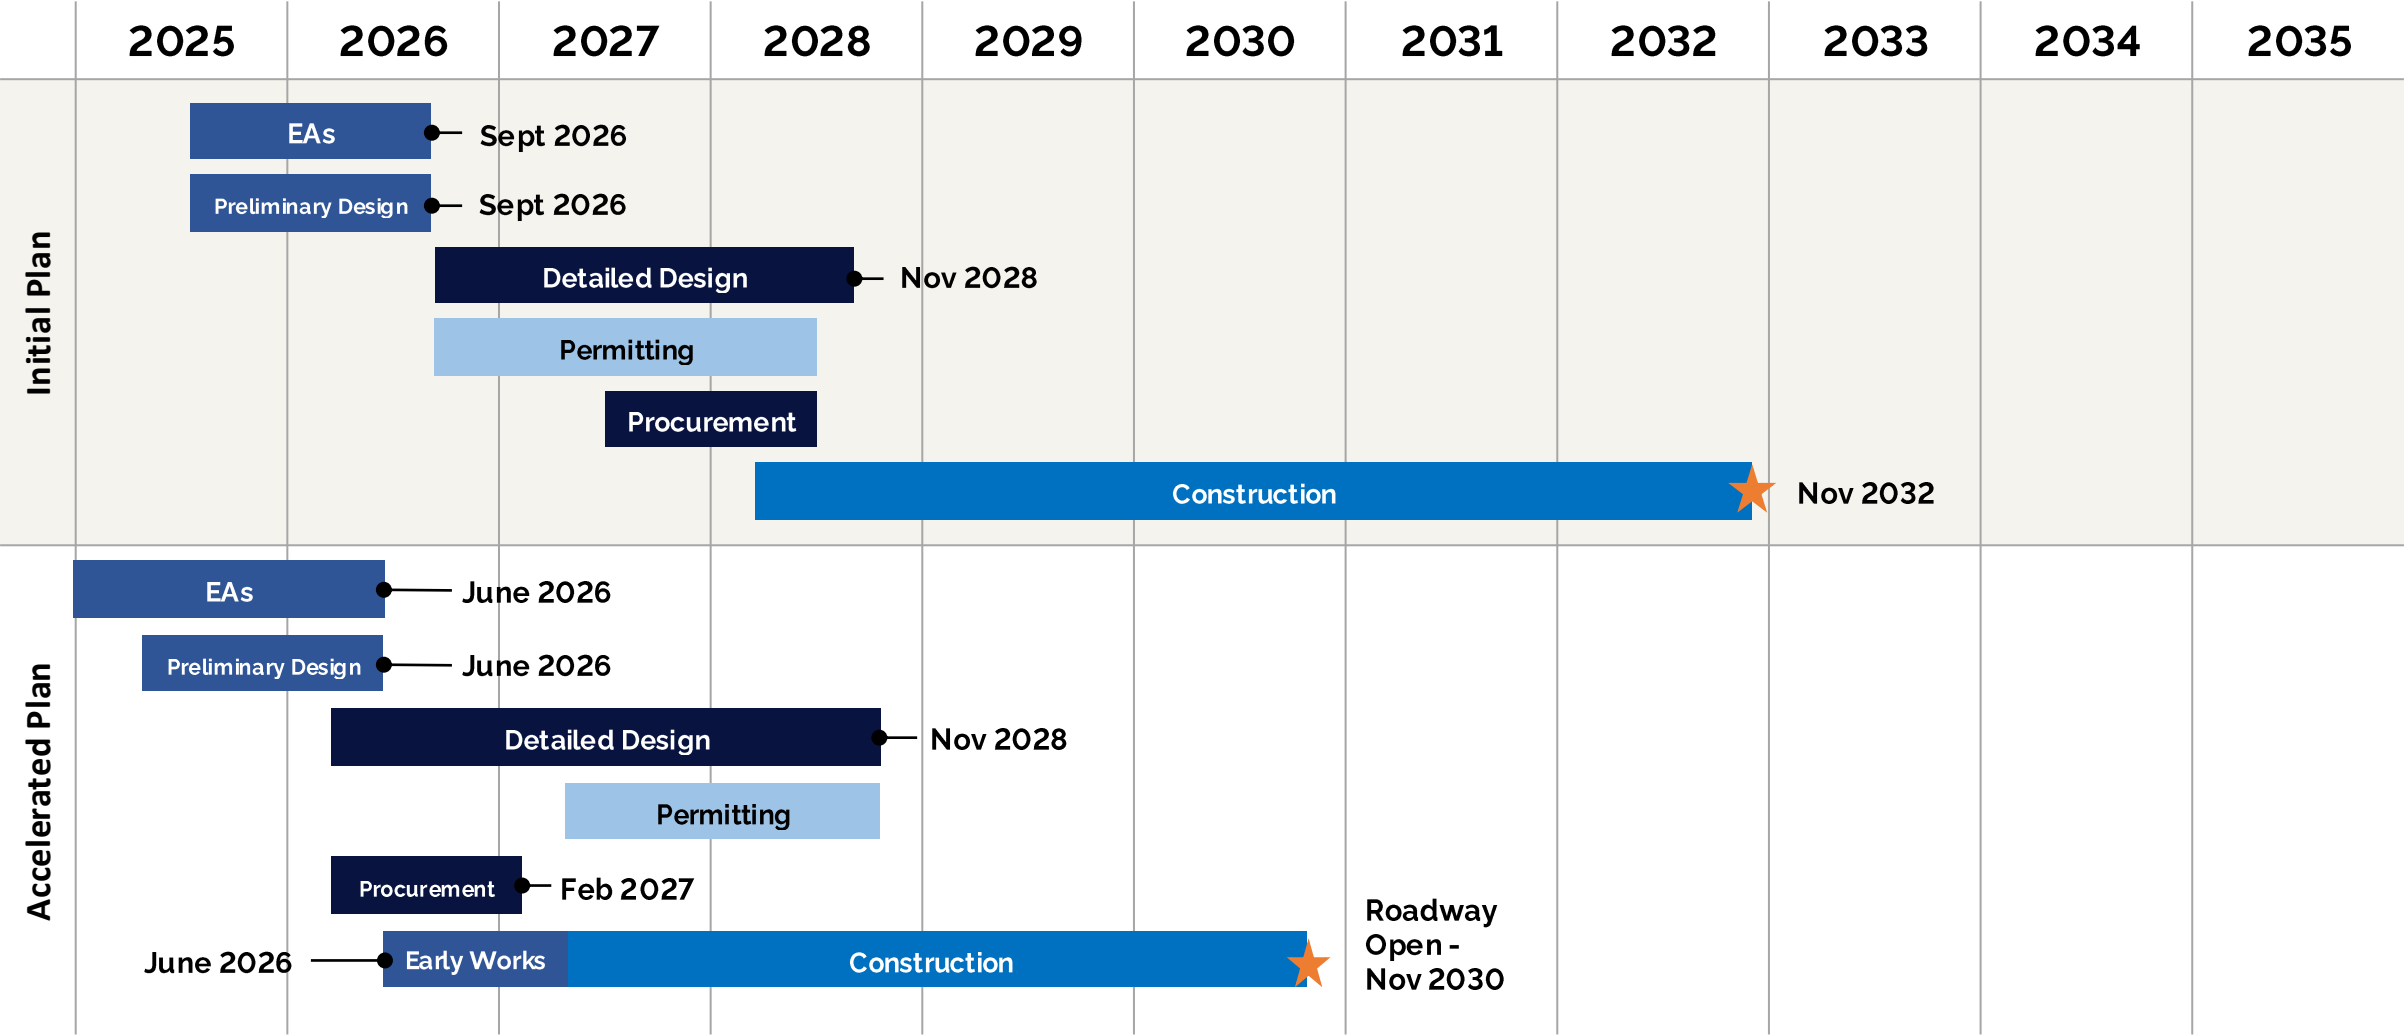 2025 2026 2027 2028 2029 2030 2031 2032 2033 2034 2035
Initial Plan
EAs Sept 2026
Preliminary Design Sept 2026
Detailed Design Nov 2028
Permitting
Procurement
Construction Nov 2032
Accelerated Plan
EAs June 2026
Preliminary Design June 2026
Detailed Design Nov 2028
Permitting
Procurement Feb 2027
June 2026 Early Works Construction
Roadway
Open -
Nov 2030